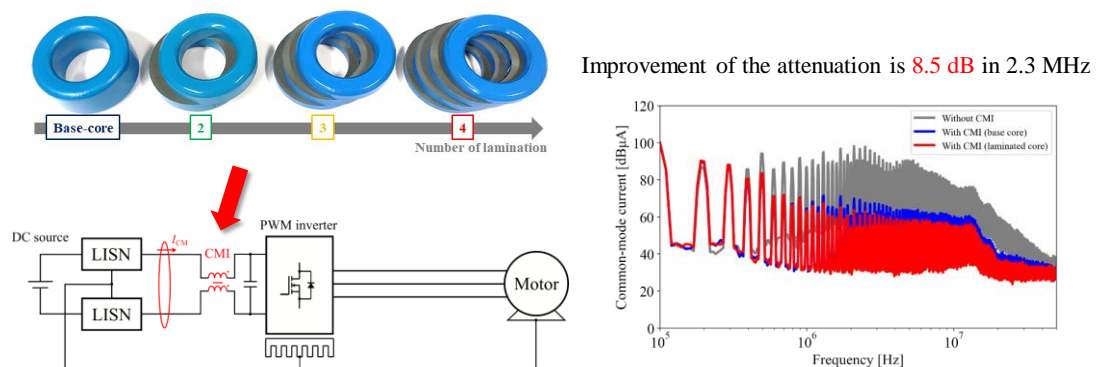 Base-core
2
3
4
Number of lamination
Improvement of the attenuation is 8.5 dB in 2.3 MHz
DC source
LISN
LISN
I_CM
CMI
PWM inverter
Motor
Common-mode current [dBμA]
120
100
80
60
40
20
0
Without CMI
With CMI (base core)
With CMI (laminated core)
10^5
10^6
10^7
Frequency [Hz]